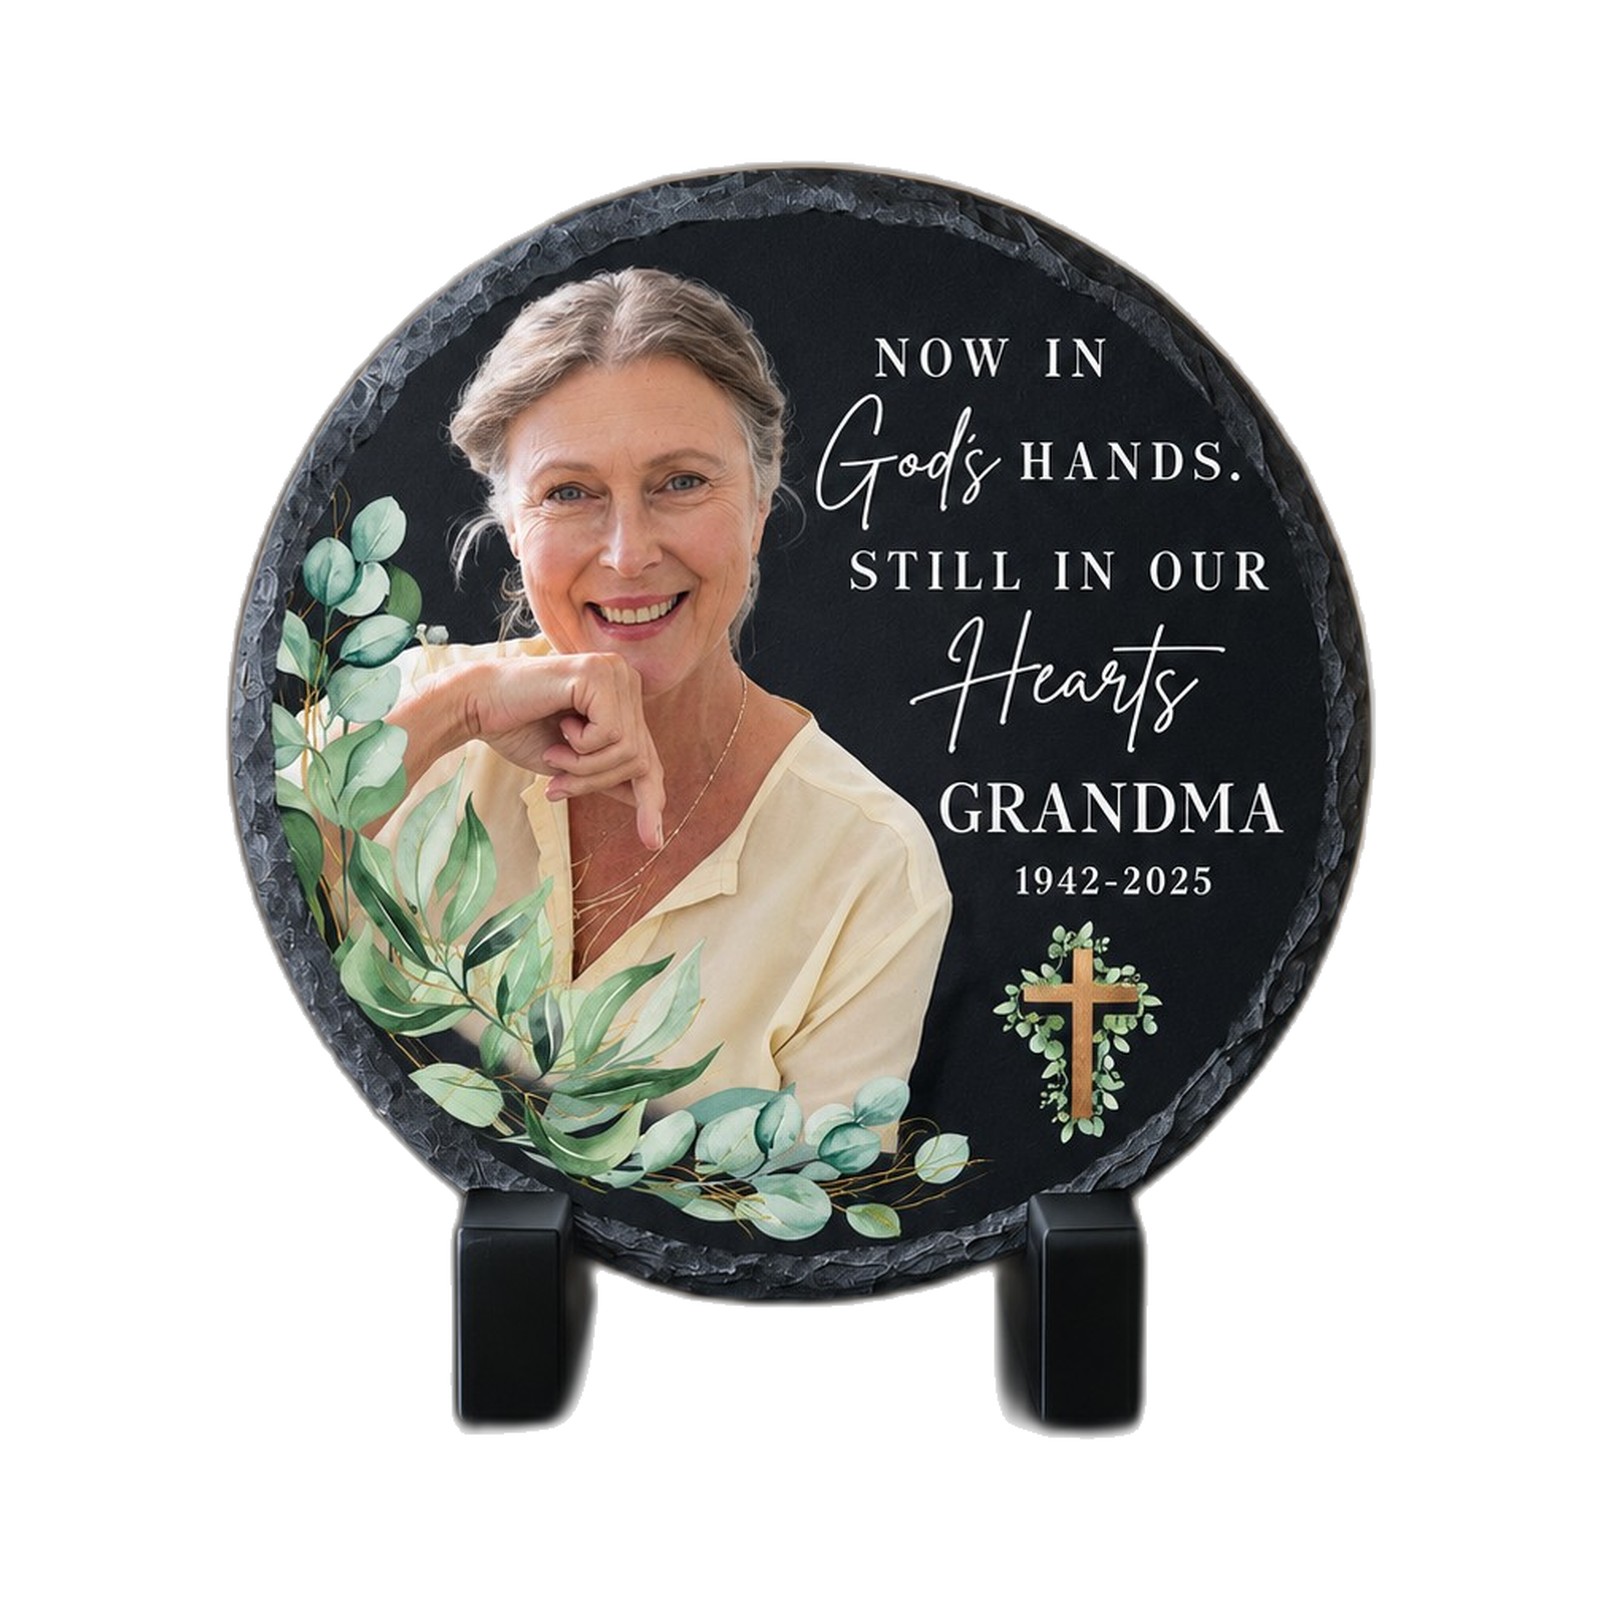 NOW IN
God's HANDS.
STILL IN OUR
Hearts
GRANDMA
1942-2025